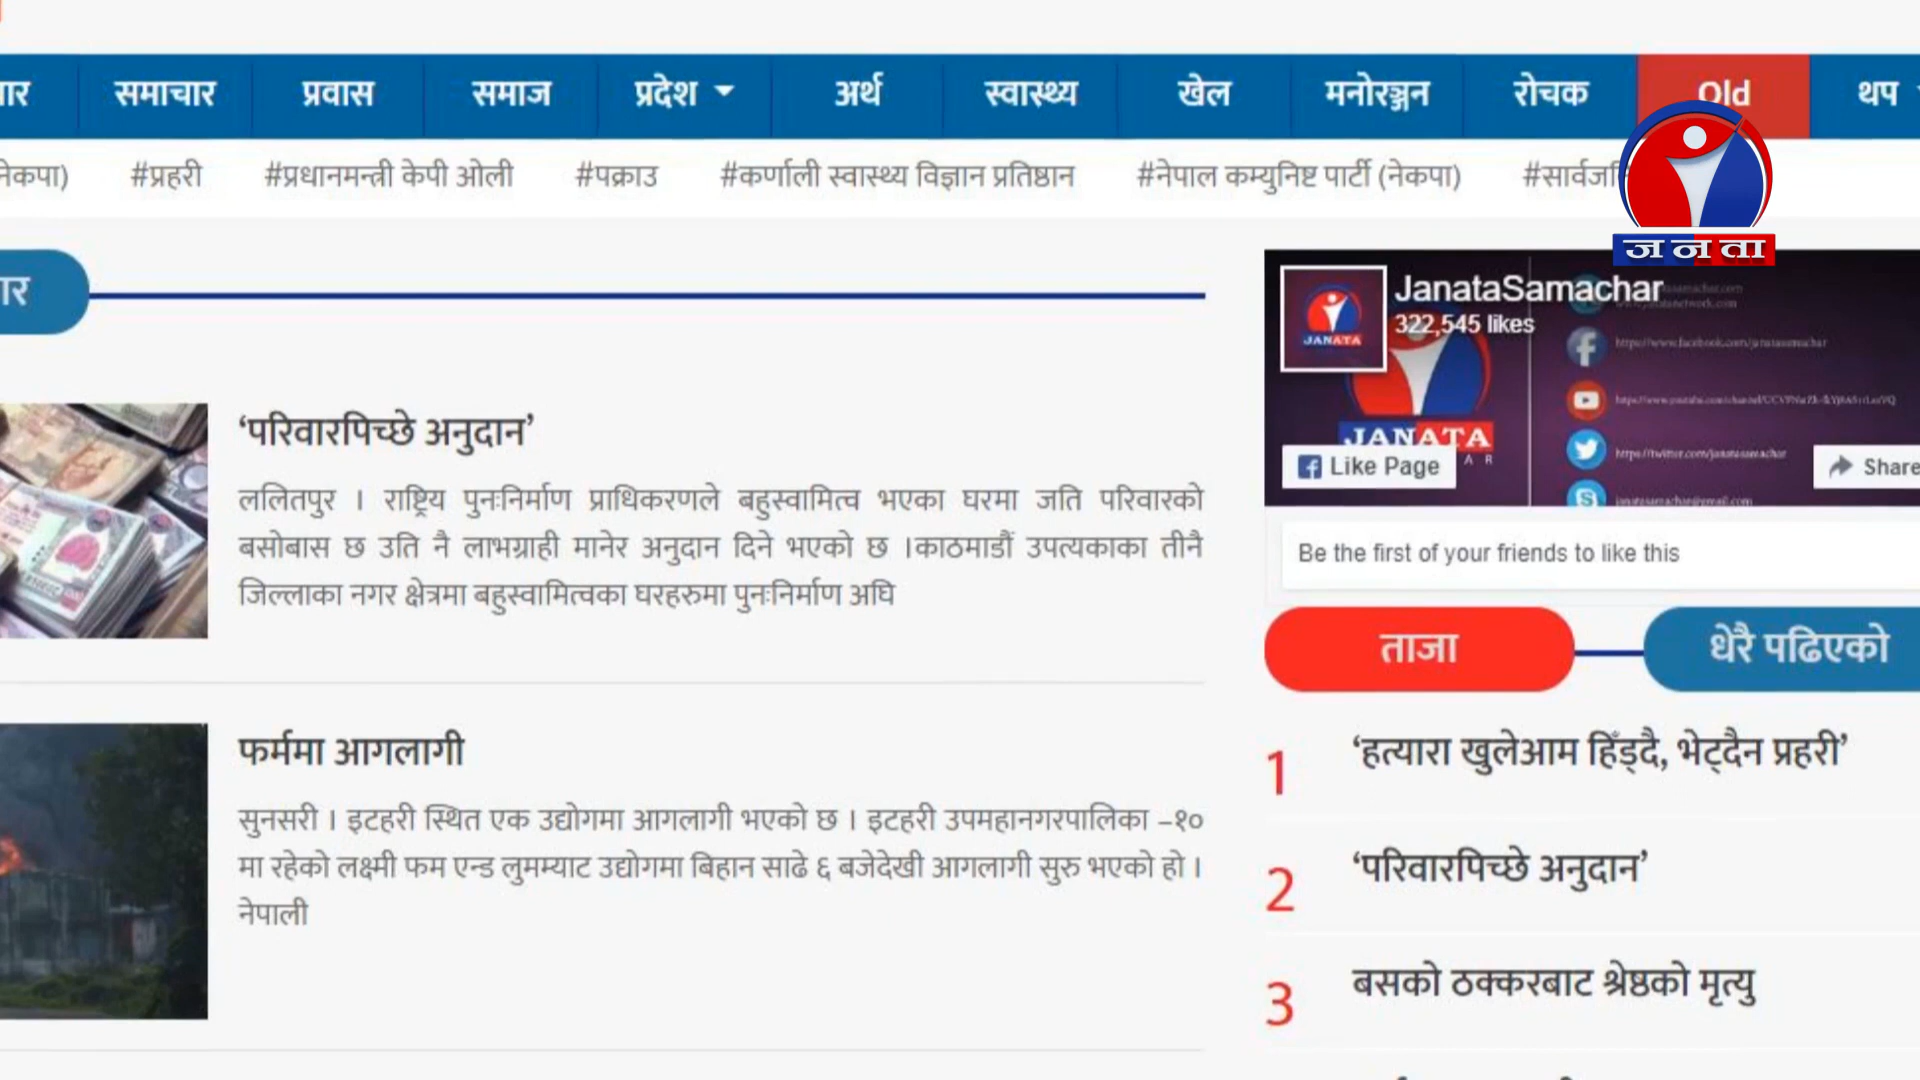 समाचार
प्रवास
समाज
प्रदेश
अर्थ
स्वास्थ्य
खेल
मनोरञ्जन
रोचक
Old
थप
नेकपा)
#प्रहरी
#प्रधानमन्त्री केपी ओली
#पक्राउ
#कर्णाली स्वास्थ्य विज्ञान प्रतिष्ठान
#नेपाल कम्युनिष्ट पार्टी (नेकपा)
जनता
JanataSamachar
322,545 likes
JANATA
JANATA
Like Page
Share
Be the first of your friends to like this
‘परिवारपिच्छे अनुदान’
ललितपुर । राष्ट्रिय पुनःनिर्माण प्राधिकरणले बहुस्वामित्व भएका घरमा जति परिवारको
बसोबास छ उति नै लाभग्राही मानेर अनुदान दिने भएको छ ।काठमाडौं उपत्यकाका तीनै
जिल्लाका नगर क्षेत्रमा बहुस्वामित्वका घरहरुमा पुनःनिर्माण अघि
फर्ममा आगलागी
सुनसरी । इटहरी स्थित एक उद्योगमा आगलागी भएको छ । इटहरी उपमहानगरपालिका –१०
मा रहेको लक्ष्मी फम एन्ड लुमम्याट उद्योगमा बिहान साढे ६ बजेदेखी आगलागी सुरु भएको हो ।
नेपाली
ताजा
धेरै पढिएको
1 ‘हत्यारा खुलेआम हिँड्दै, भेट्दैन प्रहरी’
2 ‘परिवारपिच्छे अनुदान’
3 बसको ठक्करबाट श्रेष्ठको मृत्यु